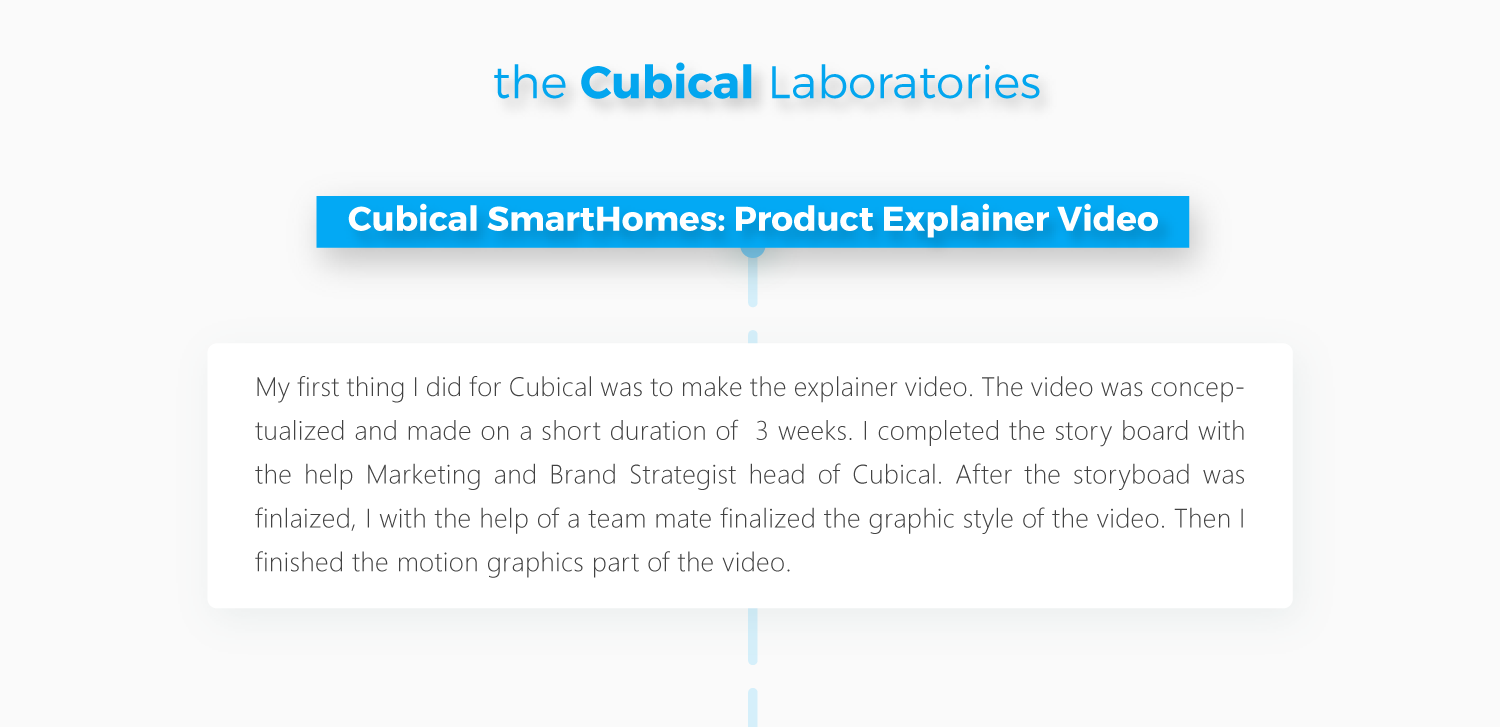 the Cubical Laboratories
Cubical SmartHomes: Product Explainer Video
My first thing I did for Cubical was to make the explainer video. The video was concep-
tualized and made on a short duration of  3 weeks. I completed the story board with
the help Marketing and Brand Strategist head of Cubical. After the storyboad was
finlaized, I with the help of a team mate finalized the graphic style of the video. Then I
finished the motion graphics part of the video.